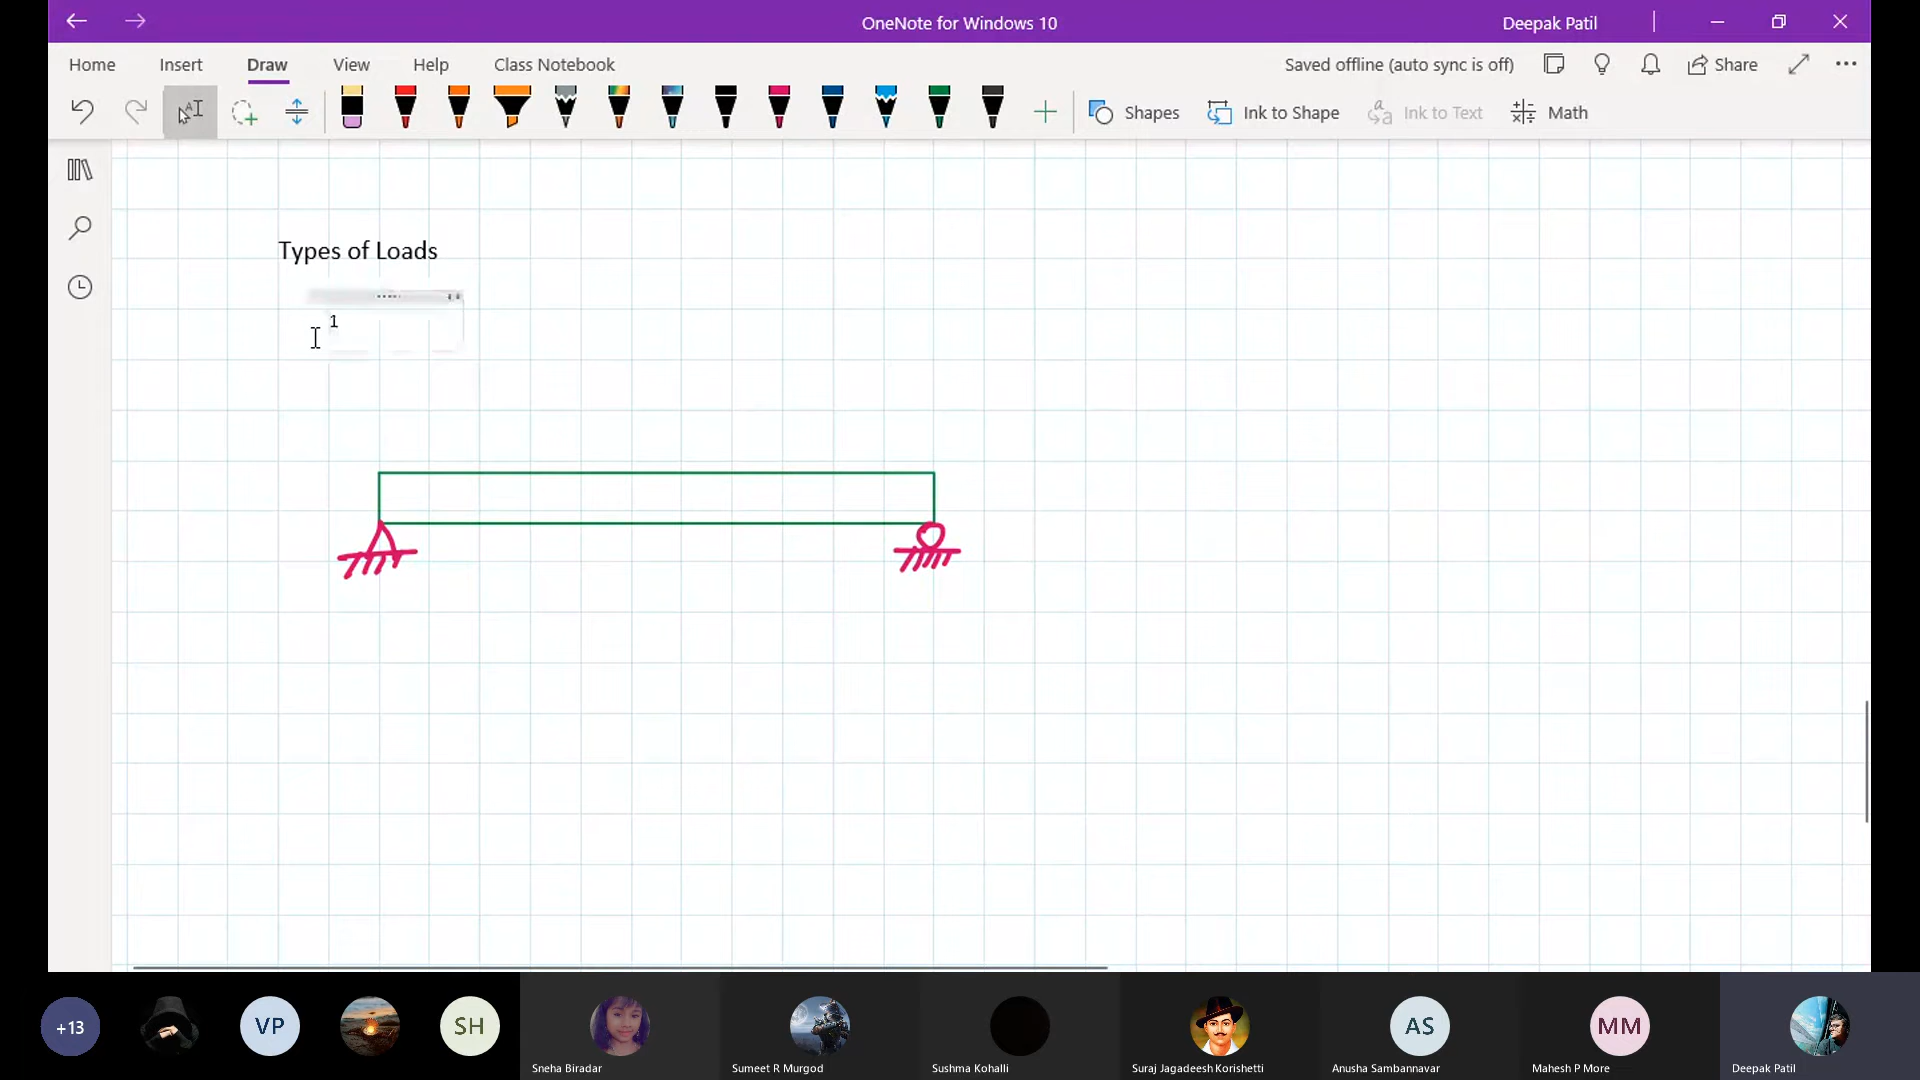 OneNote for Windows 10
Deepak Patil
Home Insert Draw View Help Class Notebook
Saved offline (auto sync is off)
Share
Shapes
Ink to Shape
Ink to Text
Math
Types of Loads
1
+13
VP
SH
AS
MM
Sneha Biradar
Sumeet R Murgod
Sushma Kohalli
Suraj Jagadeesh Korishetti
Anusha Sambannavar
Mahesh P More
Deepak Patil